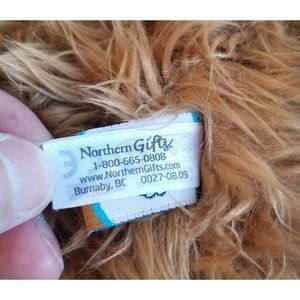 Northern Gifts
1-800-665-0808
www.NorthernGifts.com
Burnaby, BC 0027-08.09